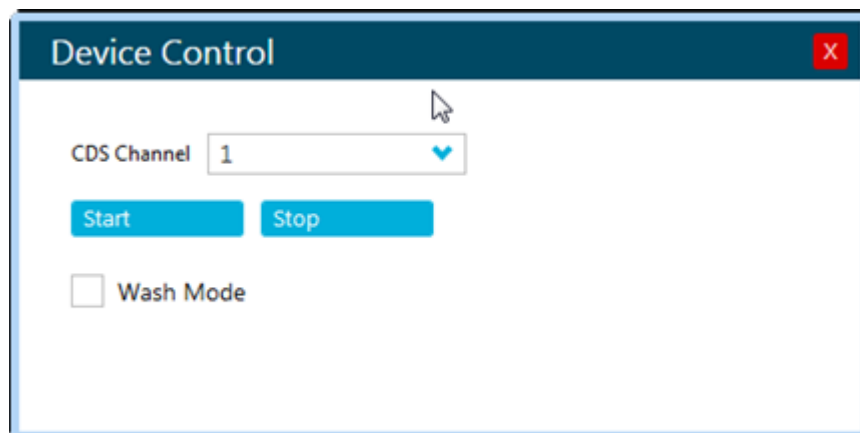 Device Control X
CDS Channel 1
Start Stop
Wash Mode